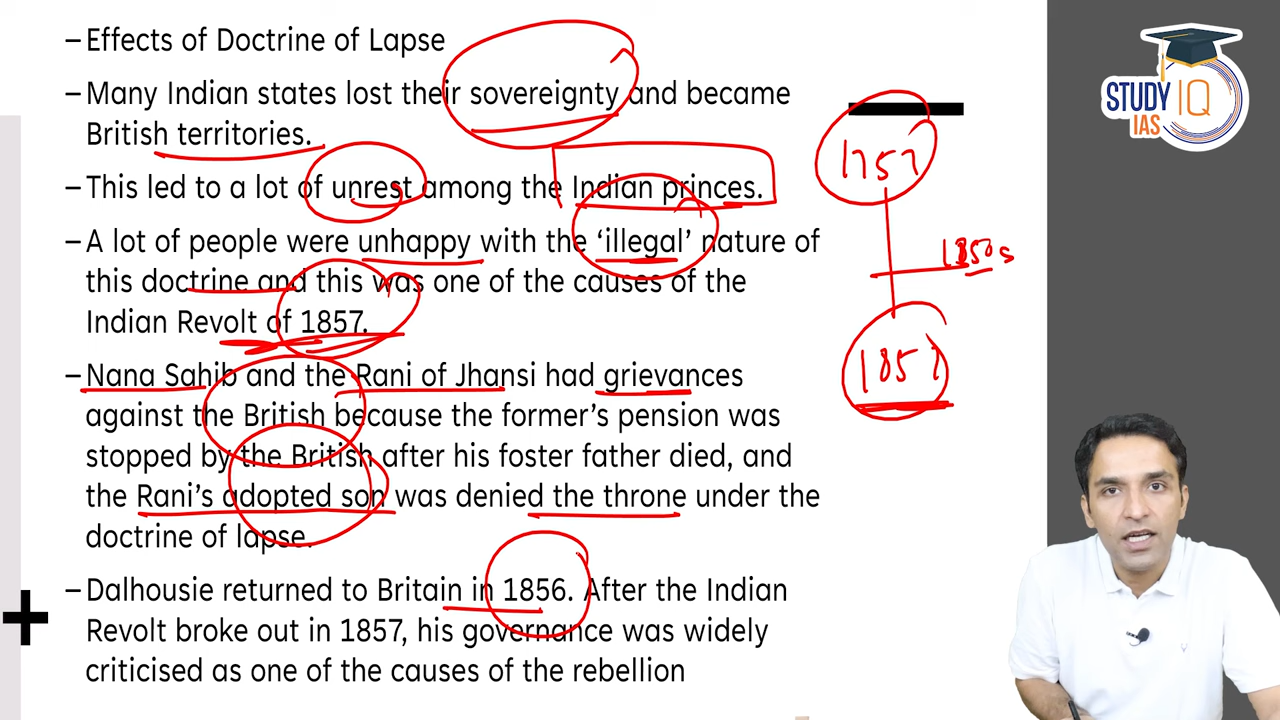 – Effects of Doctrine of Lapse
– Many Indian states lost their sovereignty and became
British territories.
– This led to a lot of unrest among the Indian princes.
– A lot of people were unhappy with the ‘illegal’ nature of
this doctrine and this was one of the causes of the
Indian Revolt of 1857.
– Nana Sahib and the Rani of Jhansi had grievances
against the British because the former’s pension was
stopped by the British after his foster father died, and
the Rani’s adopted son was denied the throne under the
doctrine of lapse.
– Dalhousie returned to Britain in 1856. After the Indian
Revolt broke out in 1857, his governance was widely
criticised as one of the causes of the rebellion
1757
1850s
1857
STUDY IQ
IAS